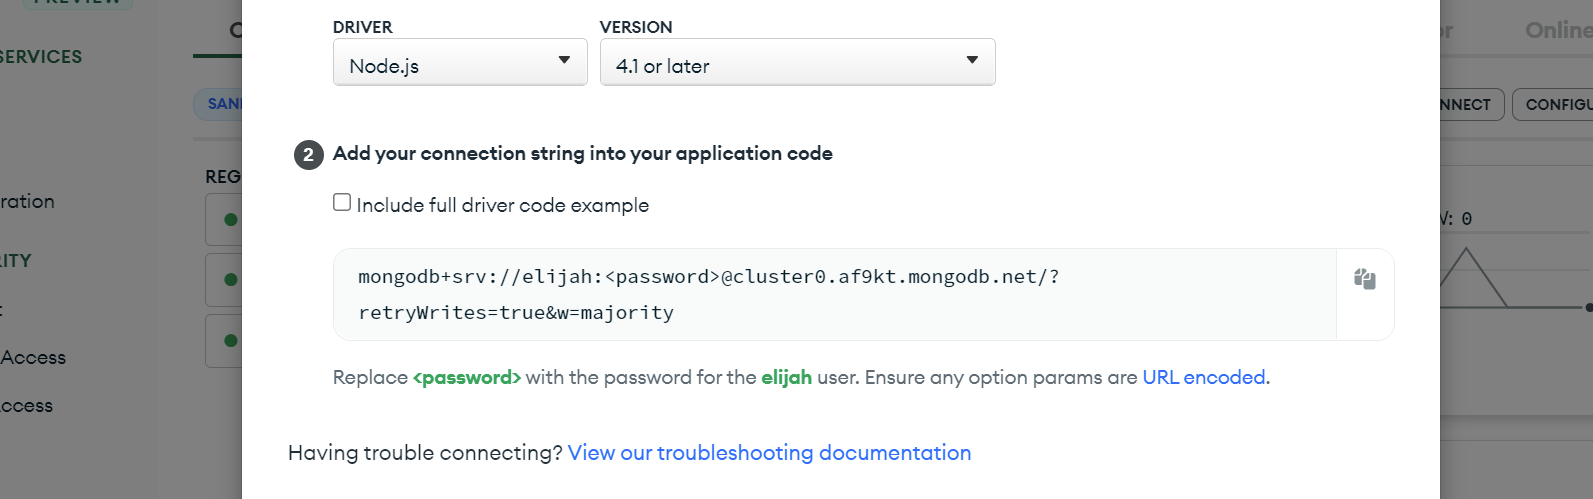 PREVIEW
SERVICES
Online
DRIVER VERSION
Node.js 4.1 or later
SAN
NNECT CONFIGU
2 Add your connection string into your application code
REG
ration
Include full driver code example
V: 0
RITY
mongodb+srv://elijah:<password>@cluster0.af9kt.mongodb.net/?
retryWrites=true&w=majority
Access
Replace <password> with the password for the elijah user. Ensure any option params are URL encoded.
ccess
Having trouble connecting? View our troubleshooting documentation